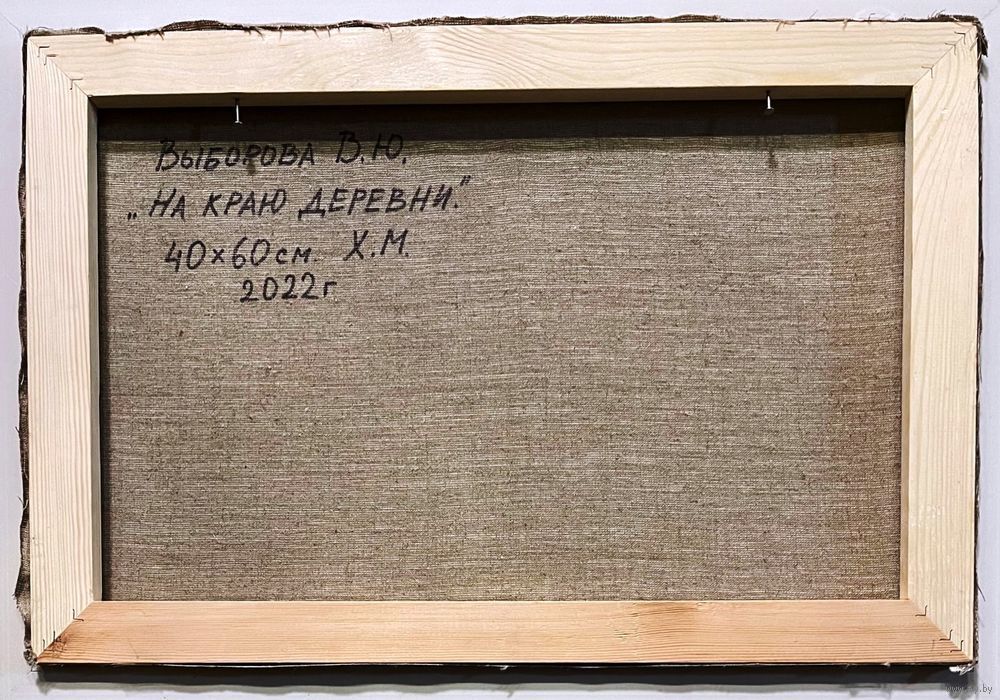 Выборова В.Ю.
„На краю деревни.”
40×60см. Х.М.
2022г